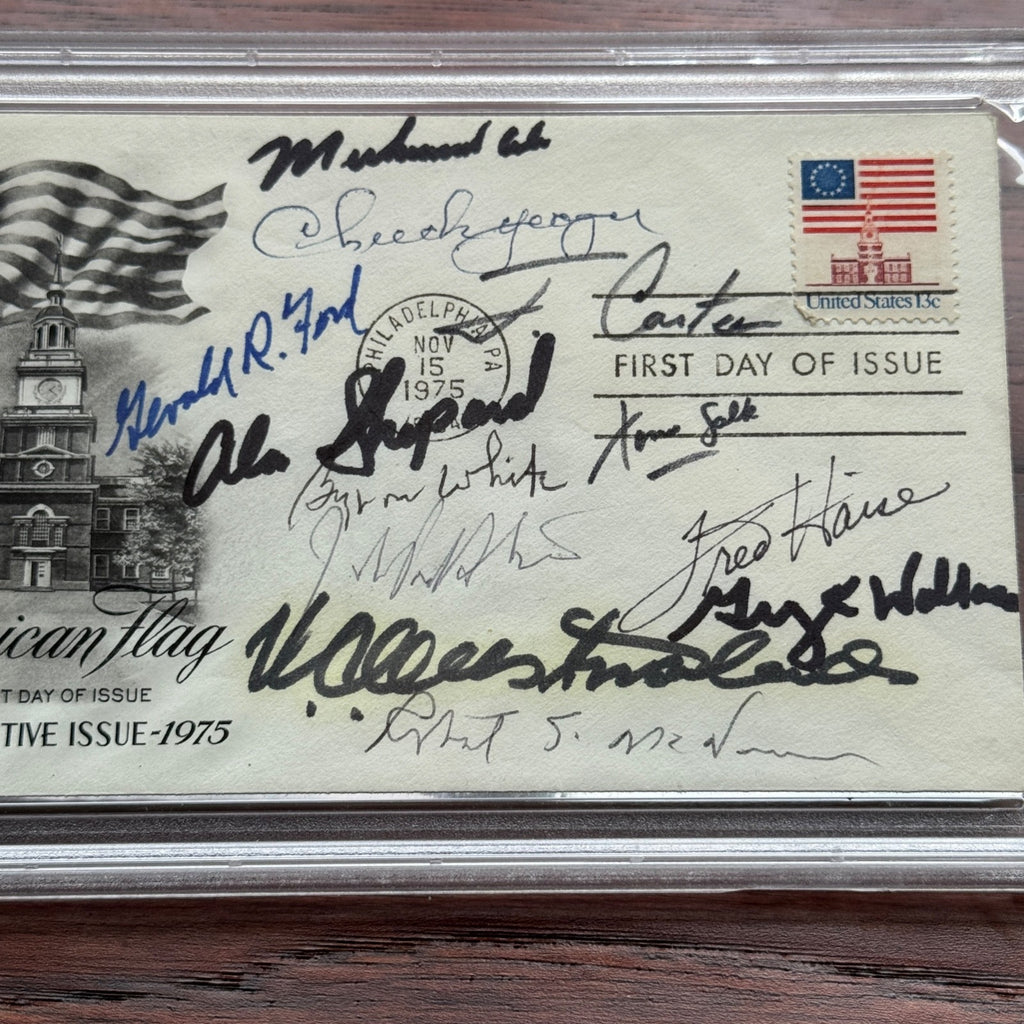 Muhammad Ali
Chuck Yeager
Gerald R. Ford
J Carter
United States 13c
PHILADELPHIA PA
NOV
15
1975
FIRST DAY OF ISSUE
Alan Shepard
Jonas Salk
Byron White
Fred Haise
George Wallace
ican Flag
T DAY OF ISSUE
TIVE ISSUE-1975
Robert S. McNamara